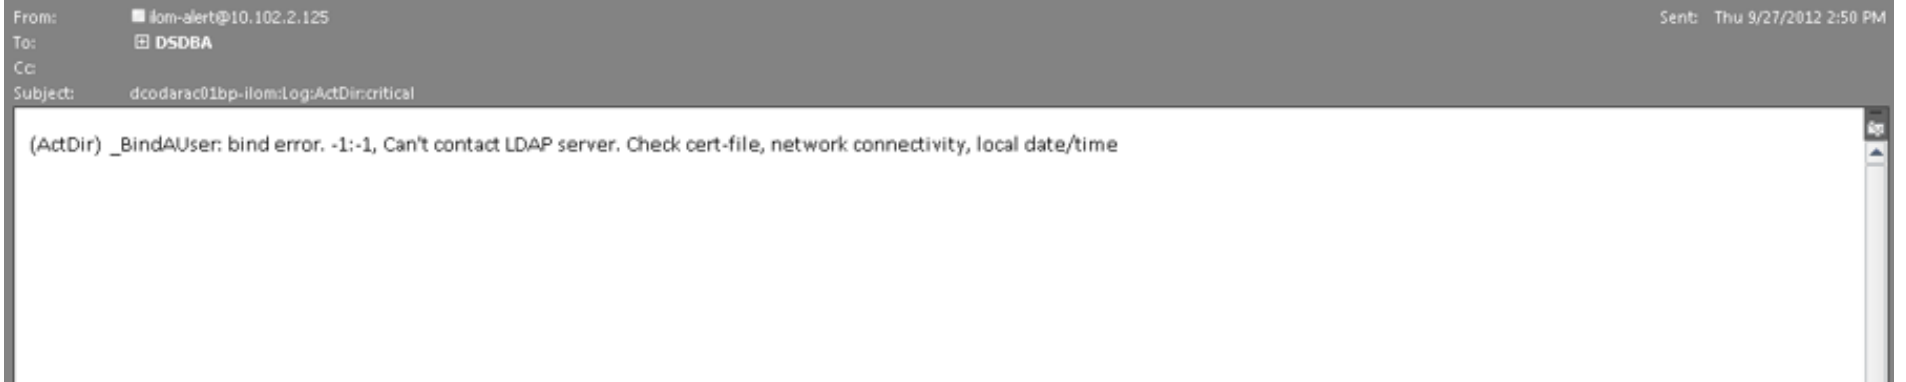 From: ilom-alert@10.102.2.125 Sent: Thu 9/27/2012 2:50 PM
To: DSDBA
Cc:
Subject: dcodarac01bp-ilom:Log:ActDir:critical
(ActDir) _BindAUser: bind error. -1:-1, Can't contact LDAP server. Check cert-file, network connectivity, local date/time